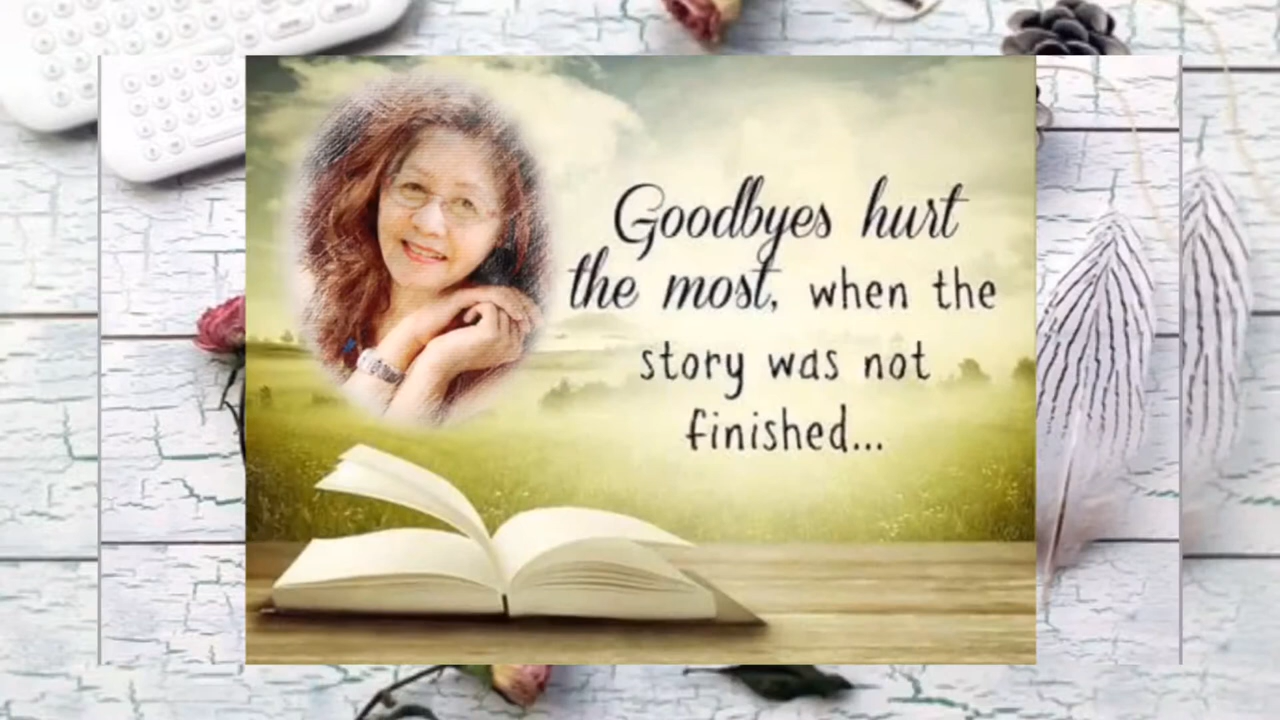 Goodbyes hurt
the most, when the
story was not
finished...